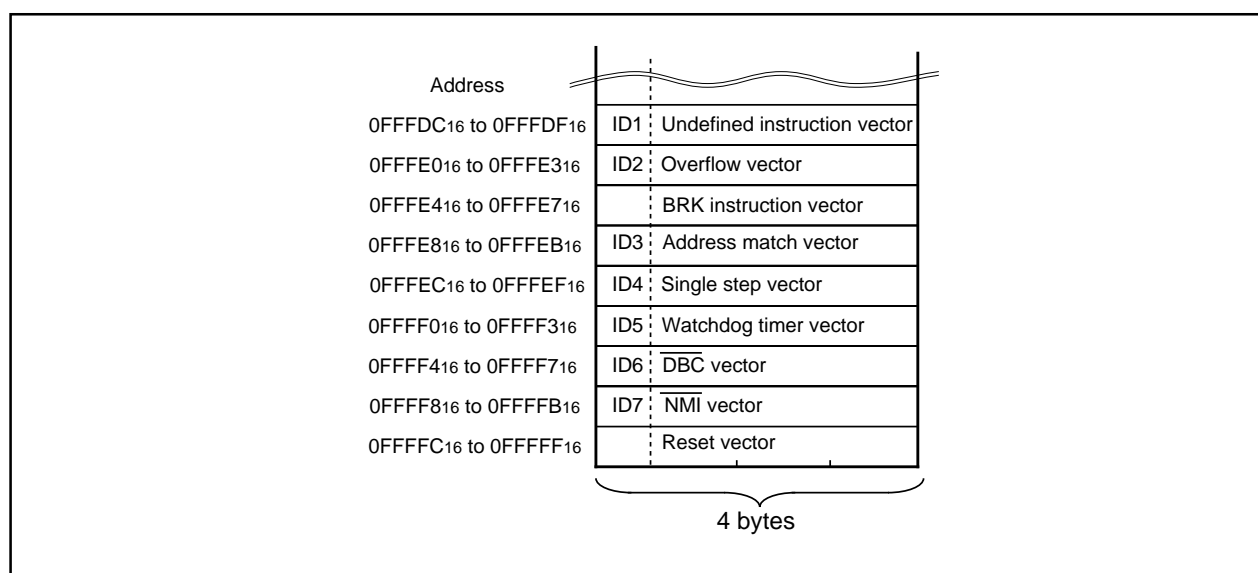 Address
0FFFDC16 to 0FFFDF16 ID1 Undefined instruction vector
0FFFE016 to 0FFFE316 ID2 Overflow vector
0FFFE416 to 0FFFE716 BRK instruction vector
0FFFE816 to 0FFFEB16 ID3 Address match vector
0FFFEC16 to 0FFFEF16 ID4 Single step vector
0FFFF016 to 0FFFF316 ID5 Watchdog timer vector
0FFFF416 to 0FFFF716 ID6 DBC vector
0FFFF816 to 0FFFFB16 ID7 NMI vector
0FFFFC16 to 0FFFFF16 Reset vector
4 bytes